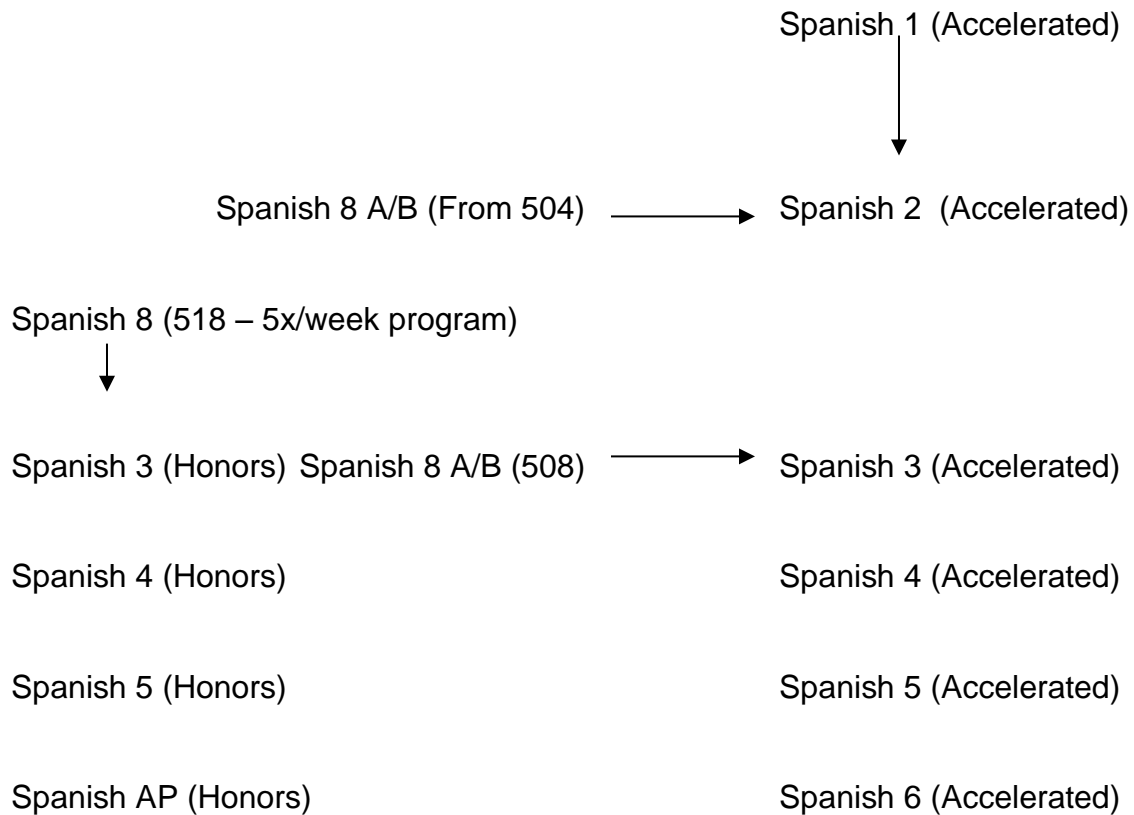 Spanish 1 (Accelerated)
Spanish 8 A/B (From 504) Spanish 2 (Accelerated)
Spanish 8 (518 – 5x/week program)
Spanish 3 (Honors) Spanish 8 A/B (508) Spanish 3 (Accelerated)
Spanish 4 (Honors) Spanish 4 (Accelerated)
Spanish 5 (Honors) Spanish 5 (Accelerated)
Spanish AP (Honors) Spanish 6 (Accelerated)